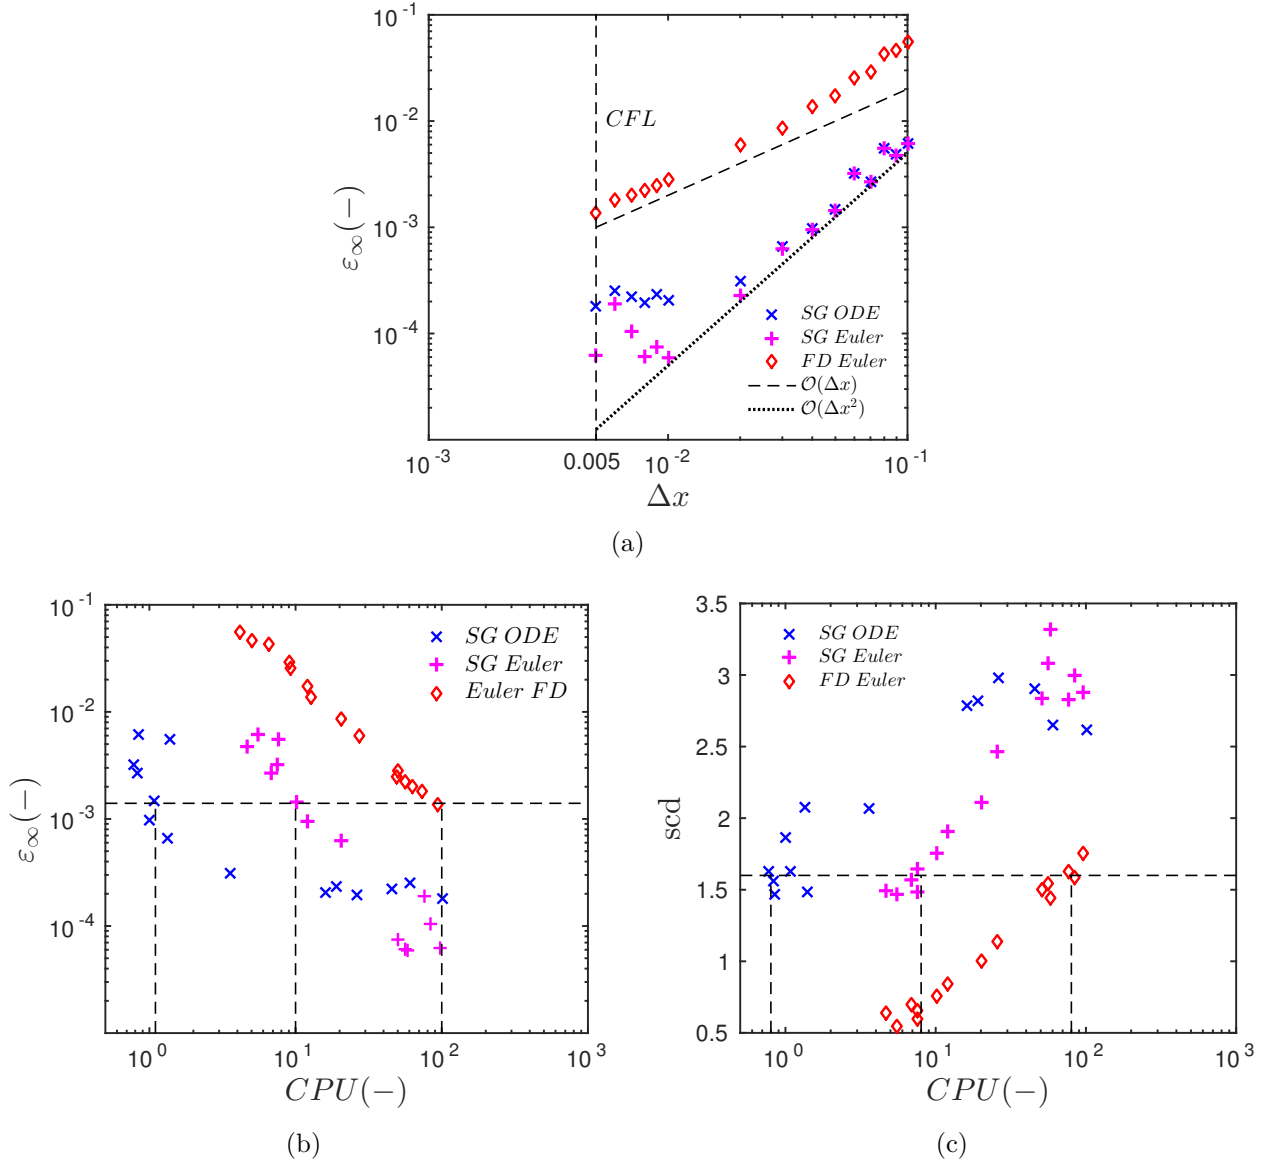 10^-1
10^-2
10^-3
10^-4
ε∞(−)
CFL
SG ODE
SG Euler
FD Euler
O(Δx)
O(Δx²)
10^-3
0.005
10^-2
10^-1
Δx
(a)
10^-1
10^-2
10^-3
10^-4
ε∞(−)
SG ODE
SG Euler
Euler FD
10^0
10^1
10^2
10^3
CPU(−)
(b)
3.5
3
2.5
2
1.5
1
0.5
scd
SG ODE
SG Euler
FD Euler
10^0
10^1
10^2
10^3
CPU(−)
(c)